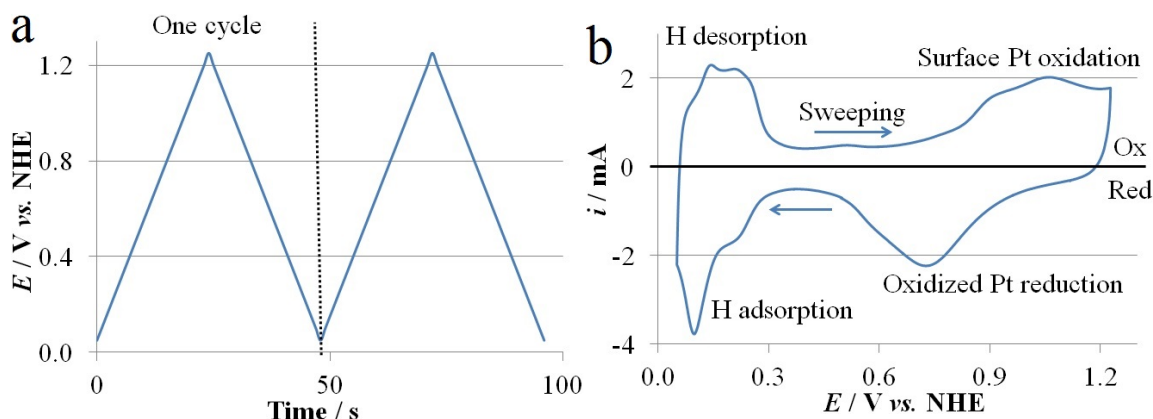 a
One cycle
1.2
0.8
0.4
0.0
E / V vs. NHE
0
50
100
Time / s
b
H desorption
Surface Pt oxidation
Sweeping
Ox
Red
Oxidized Pt reduction
H adsorption
2
0
-2
-4
i / mA
0.0
0.3
0.6
0.9
1.2
E / V vs. NHE